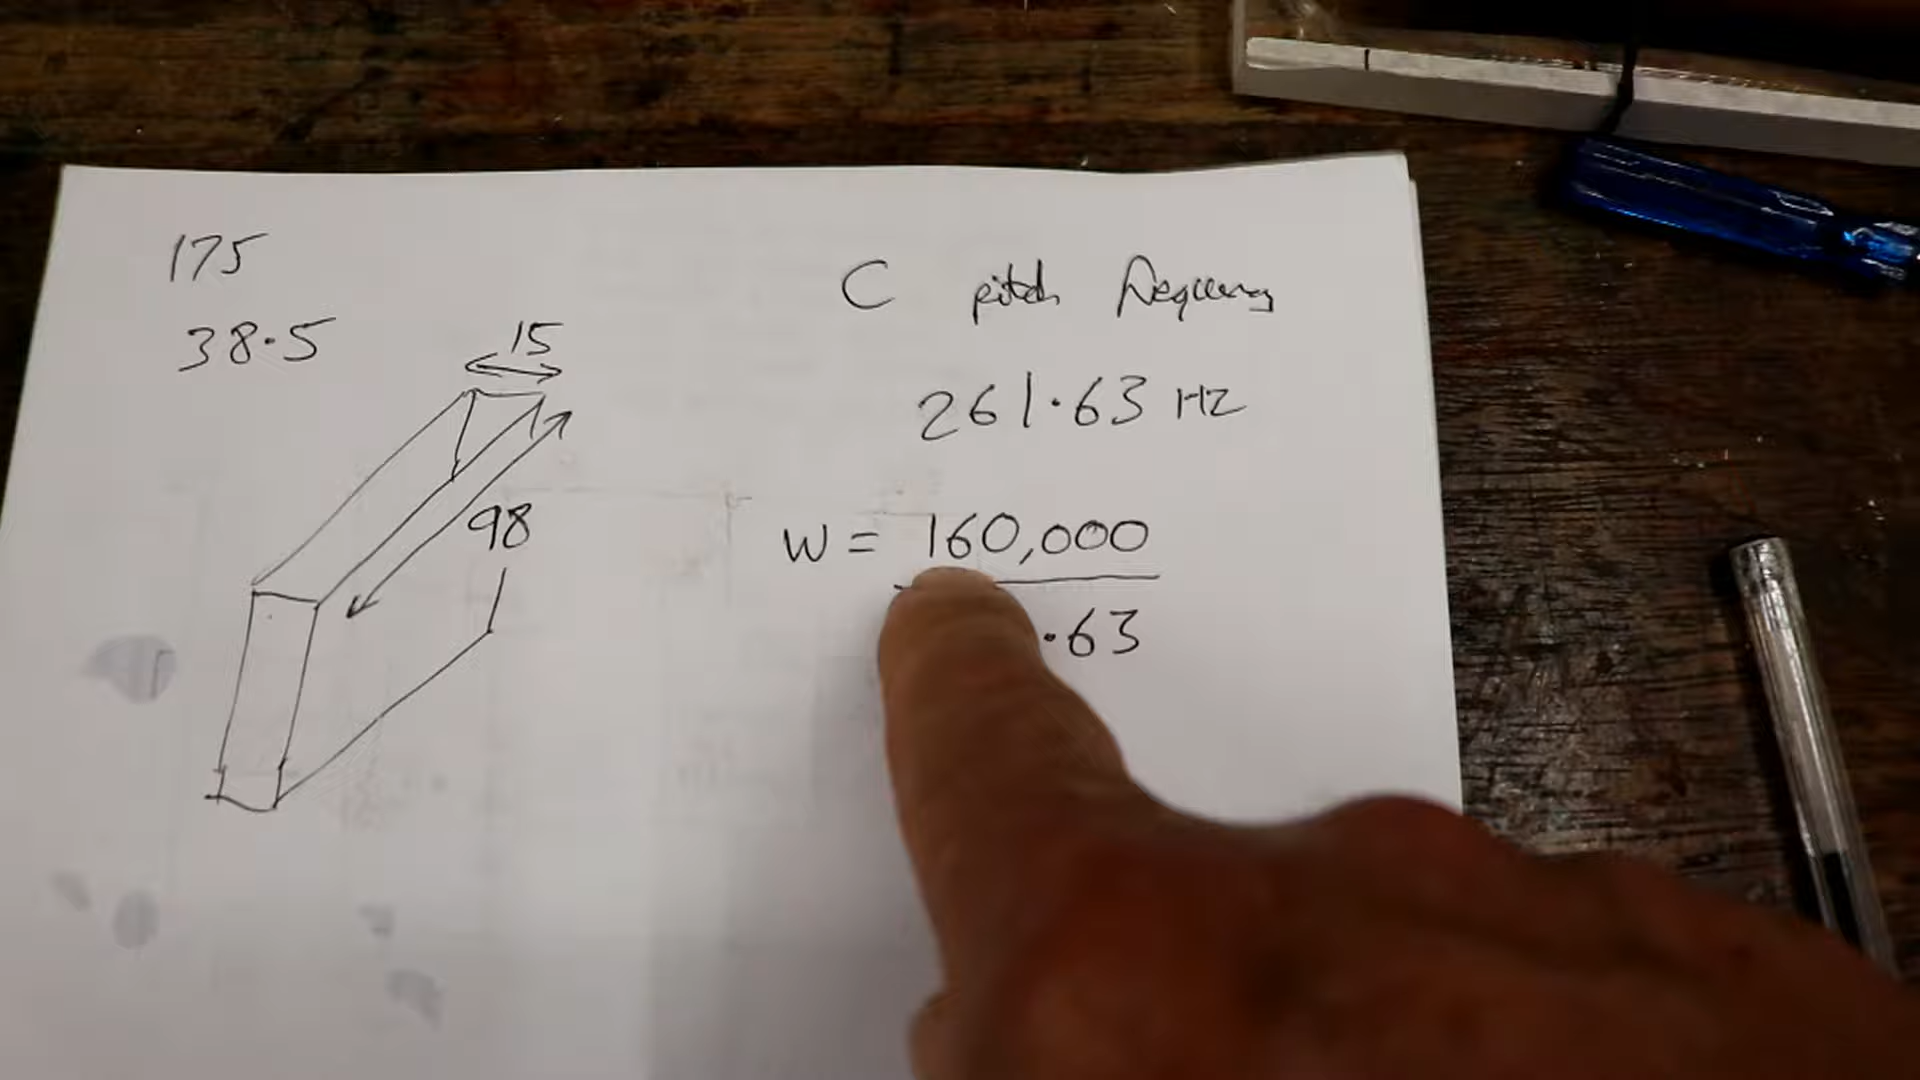 175
38.5
15
98
C pitch frequency
261.63 HZ
W = 160,000
.63